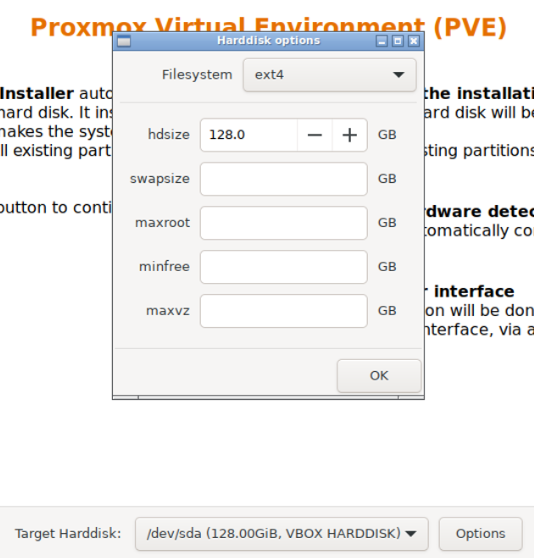 Proxmox Virtual Environment (PVE)
Harddisk options
Filesystem ext4
Installer auto
the installati
hard disk. It ins
ard disk will be
hdsize 128.0 GB
makes the syst
ll existing part
sting partitions
swapsize GB
button to conti
rdware detec
maxroot GB
tomatically co
minfree GB
r interface
maxvz GB
on will be don
nterface, via a
OK
Target Harddisk: /dev/sda (128.00GiB, VBOX HARDDISK) Options